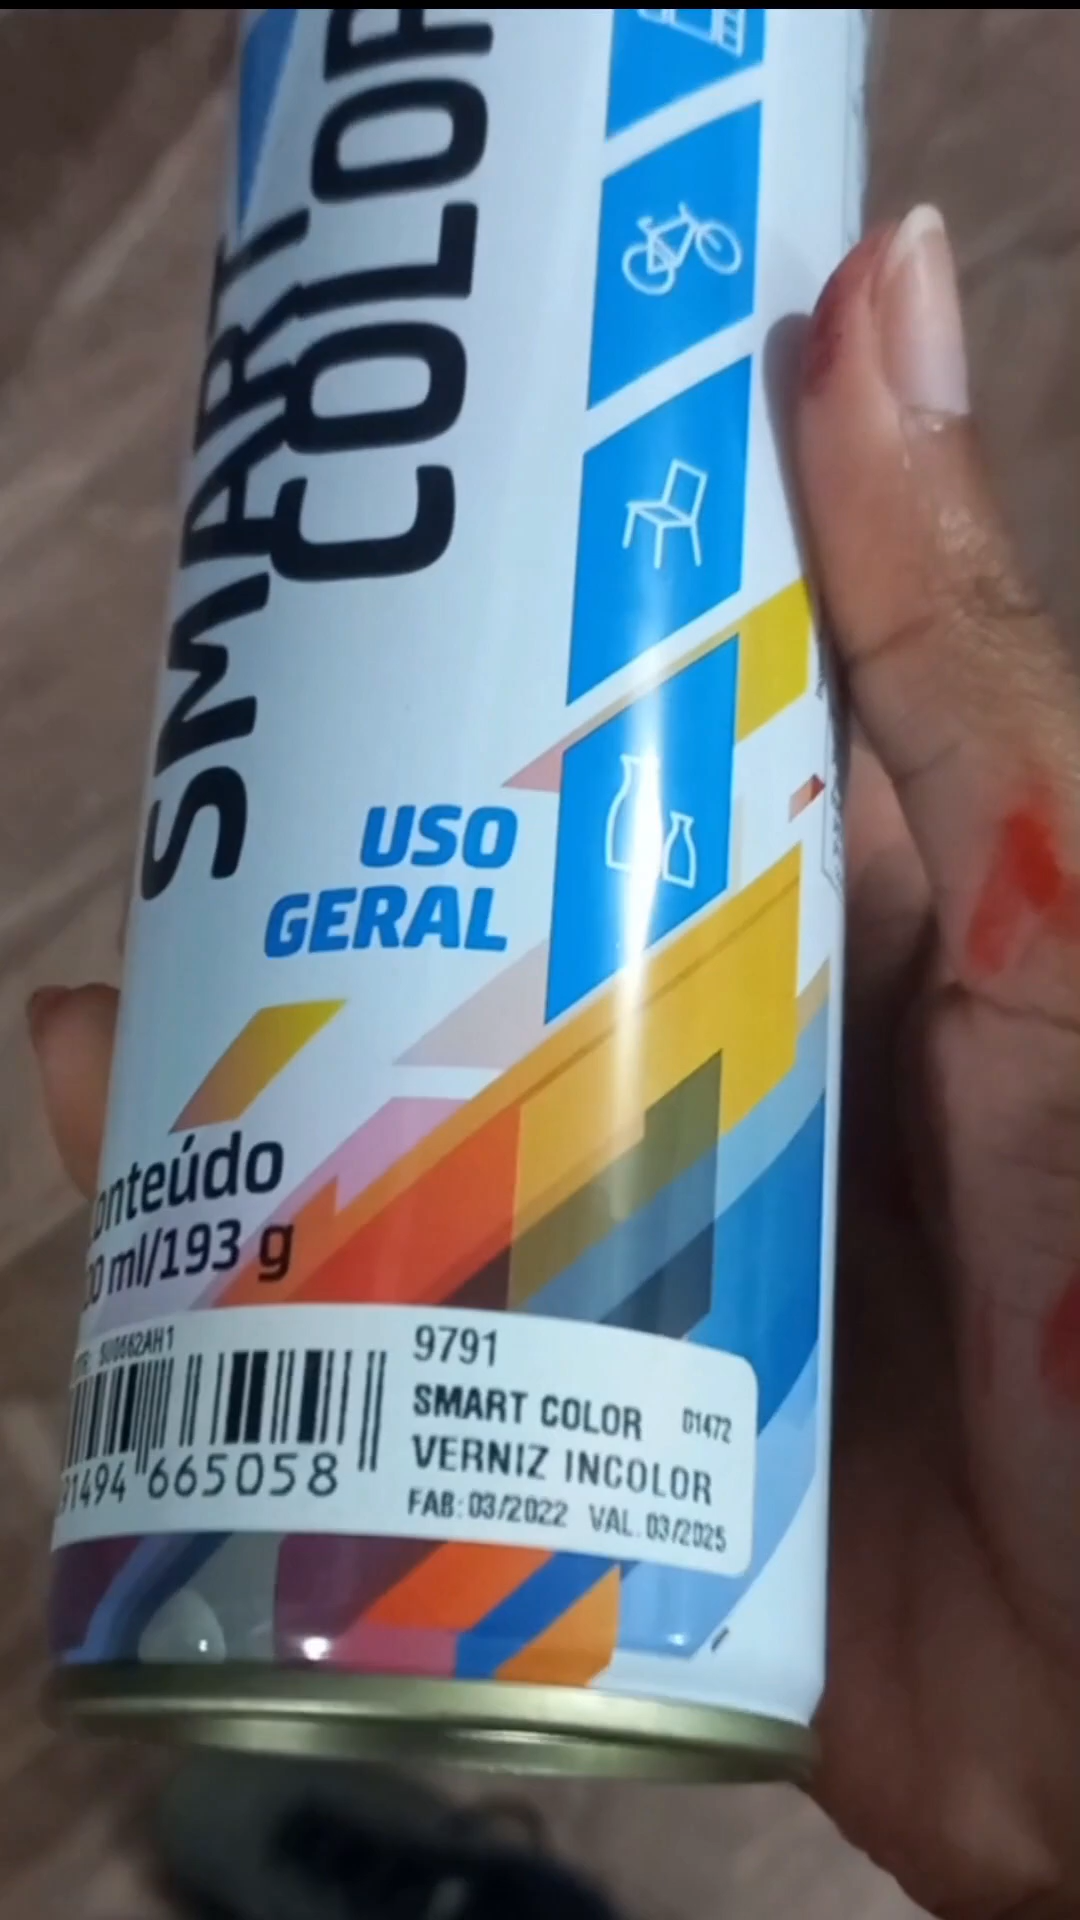 SMART
COLOR
USO
GERAL
ml/193 g
9791
SMART COLOR 01472
VERNIZ INCOLOR
FAB: 03/2022 VAL. 03/2025
665058